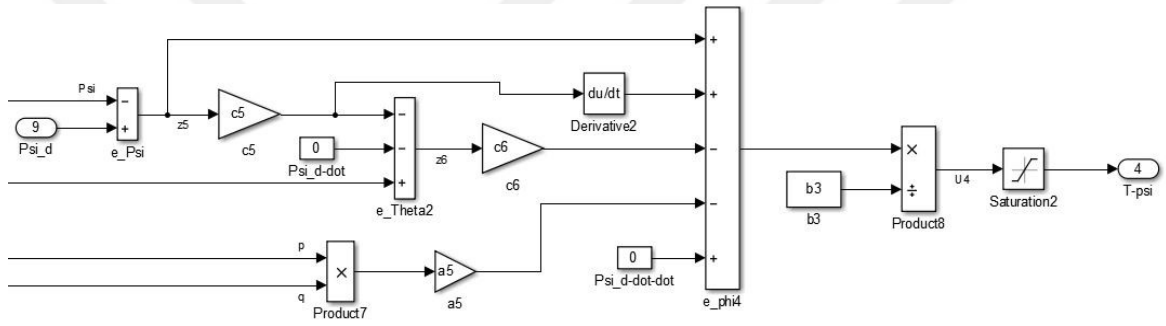 Psi
9
Psi_d
−
+
e_Psi
z5
c5
c5
0
Psi_d-dot
−
−
+
e_Theta2
z6
c6
c6
du/dt
Derivative2
p
q
×
Product7
a5
a5
0
Psi_d-dot-dot
+
+
−
−
+
e_phi4
b3
b3
×
÷
Product8
U4
Saturation2
4
T-psi